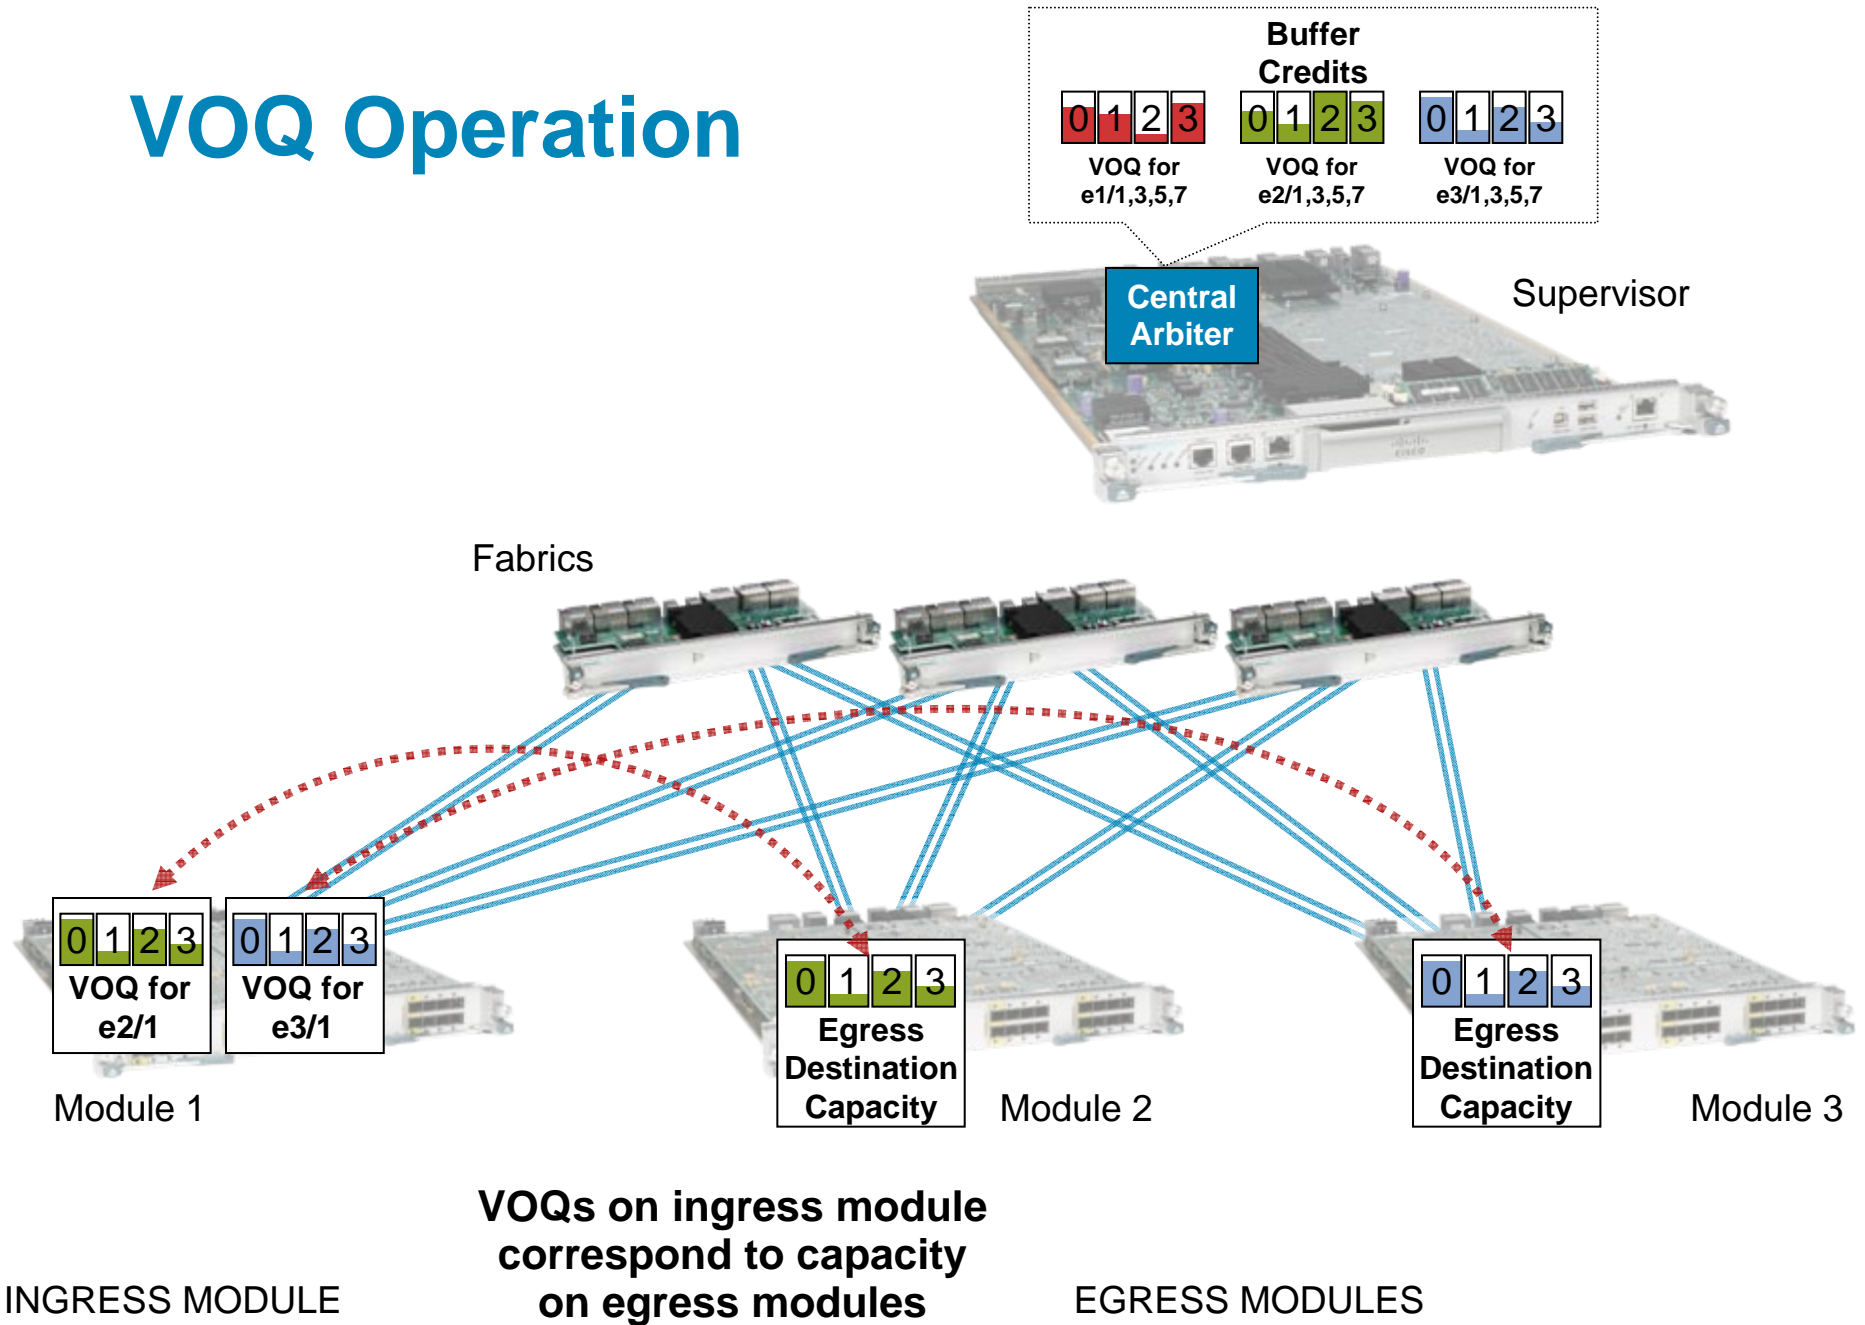 VOQ Operation
Buffer
Credits
0 1 2 3
0 1 2 3
0 1 2 3
VOQ for
e1/1,3,5,7
VOQ for
e2/1,3,5,7
VOQ for
e3/1,3,5,7
Central
Arbiter
Supervisor
CISCO
Fabrics
0 1 2 3
VOQ for
e2/1
0 1 2 3
VOQ for
e3/1
Module 1
0 1 2 3
Egress
Destination
Capacity
Module 2
0 1 2 3
Egress
Destination
Capacity
Module 3
VOQs on ingress module
correspond to capacity
on egress modules
INGRESS MODULE
EGRESS MODULES